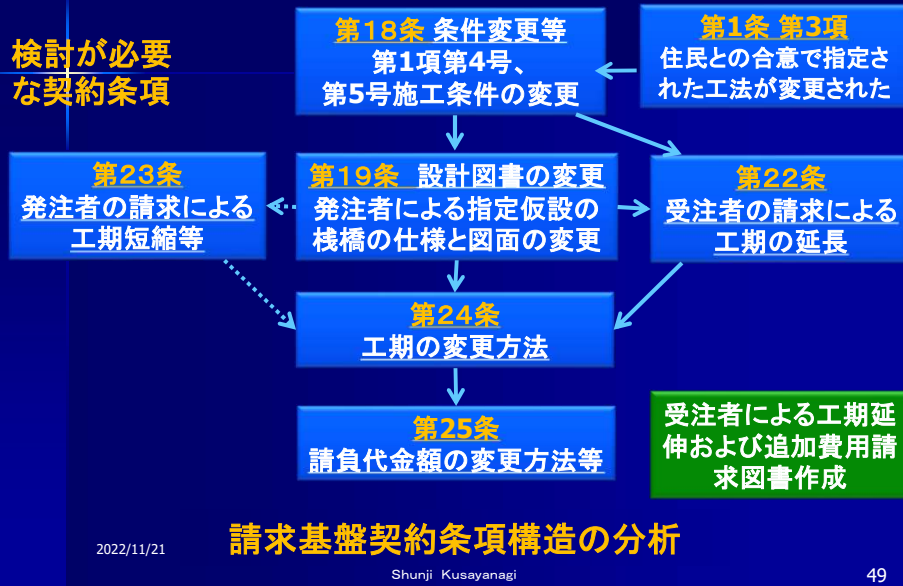 検討が必要
な契約条項
第18条 条件変更等
第1項第4号、
第5号施工条件の変更
第1条 第3項
住民との合意で指定さ
れた工法が変更された
第23条
発注者の請求による
工期短縮等
第19条 設計図書の変更
発注者による指定仮設の
桟橋の仕様と図面の変更
第22条
受注者の請求による
工期の延長
第24条
工期の変更方法
第25条
請負代金額の変更方法等
受注者による工期延
伸および追加費用請
求図書作成
請求基盤契約条項構造の分析
2022/11/21
Shunji Kusayanagi
49